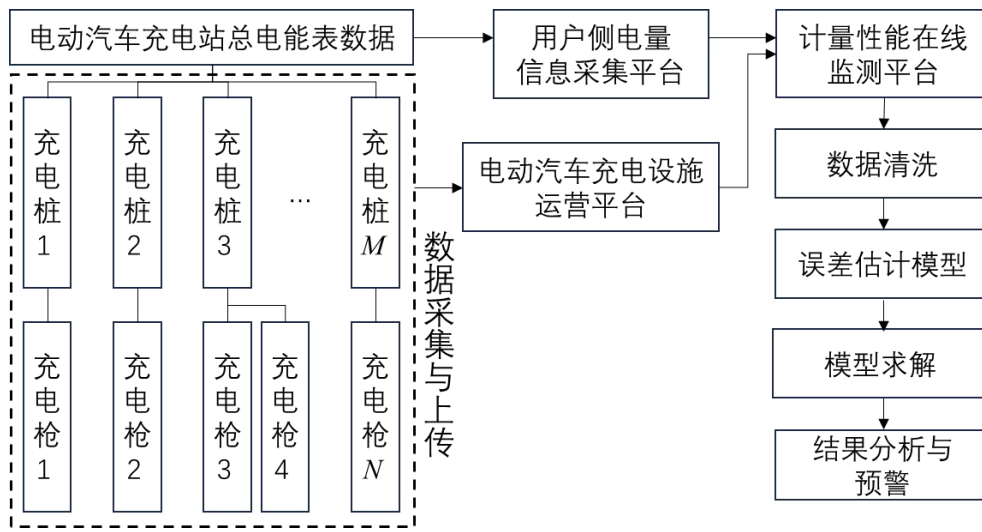 电动汽车充电站总电能表数据
用户侧电量
信息采集平台
计量性能在线
监测平台
充电桩1
充电桩2
充电桩3
…
充电桩M
电动汽车充电设施
运营平台
数据采集与上传
充电枪1
充电枪2
充电枪3
充电枪4
充电枪N
数据清洗
误差估计模型
模型求解
结果分析与
预警